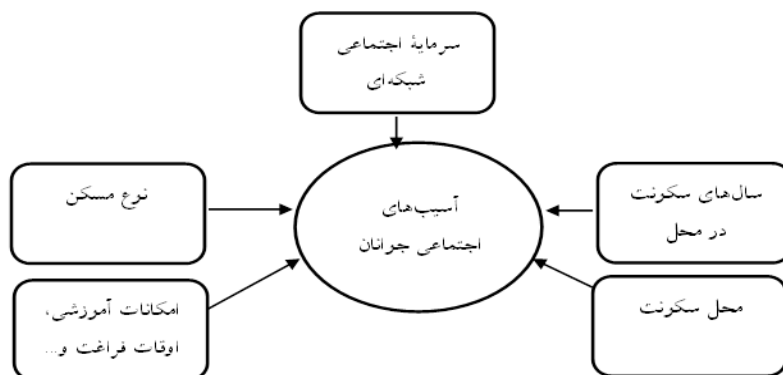 سرمایۀ اجتماعی
شبکه‌ای
سال‌های سکونت
در محل
آسیب‌های
اجتماعی جوانان
نوع مسکن
محل سکونت
امکانات آموزشی،
اوقات فراغت و...